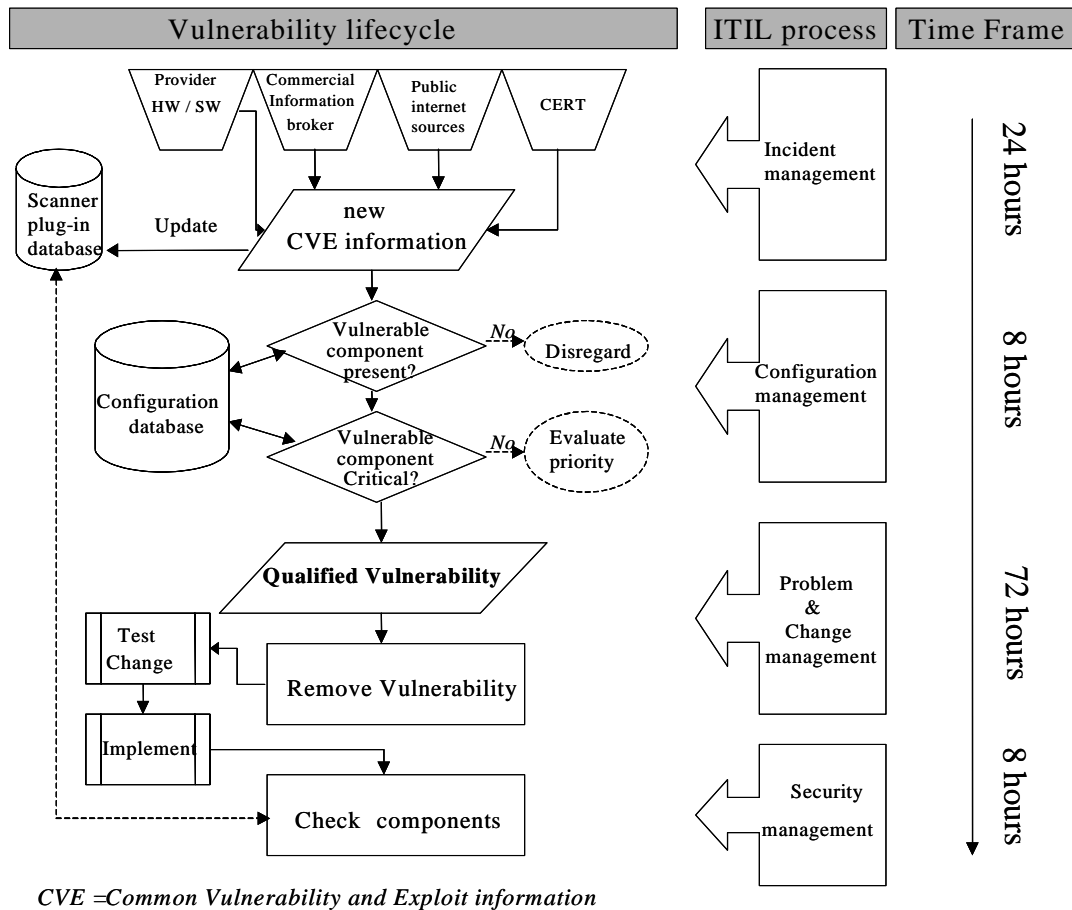 Vulnerability lifecycle
ITIL process
Time Frame
Provider
HW / SW
Commercial
Information
broker
Public
internet
sources
CERT
Incident
management
24 hours
Scanner
plug-in
database
Update
new
CVE information
Vulnerable
component
present?
No
Disregard
Configuration
management
8 hours
Configuration
database
Vulnerable
component
Critical?
No
Evaluate
priority
Qualified Vulnerability
Problem
&
Change
management
72 hours
Test
Change
Remove Vulnerability
Implement
Check components
Security
management
8 hours
CVE =Common Vulnerability and Exploit information